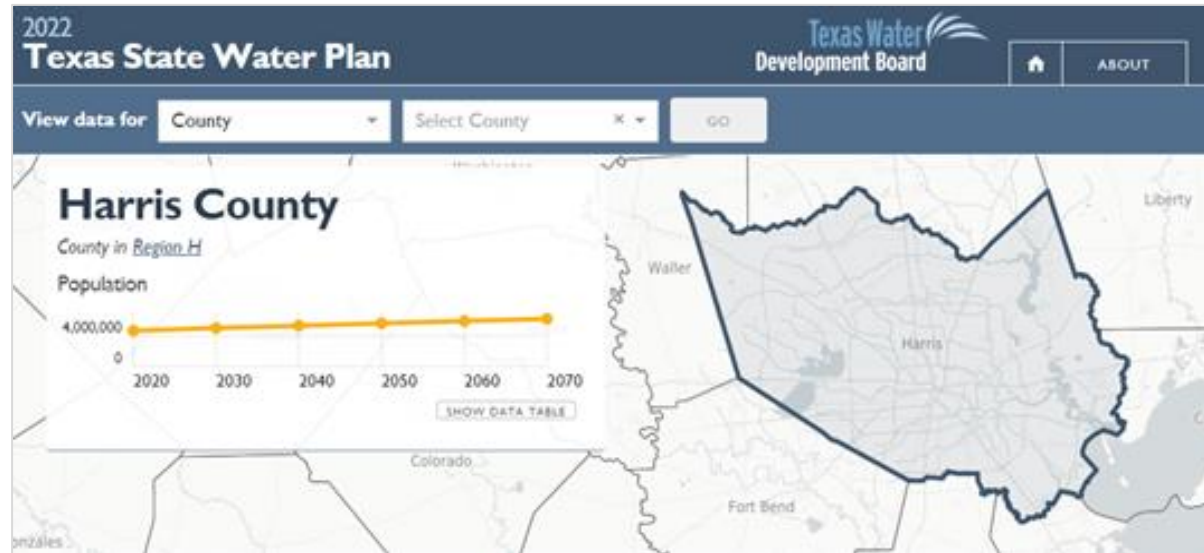 2022
Texas State Water Plan
Texas Water
Development Board
ABOUT
View data for
County
Select County
×
GO
Harris County
County in Region H
Population
4,000,000
0
2020 2030 2040 2050 2060 2070
SHOW DATA TABLE
Liberty
Waller
Harris
Colorado
Fort Bend